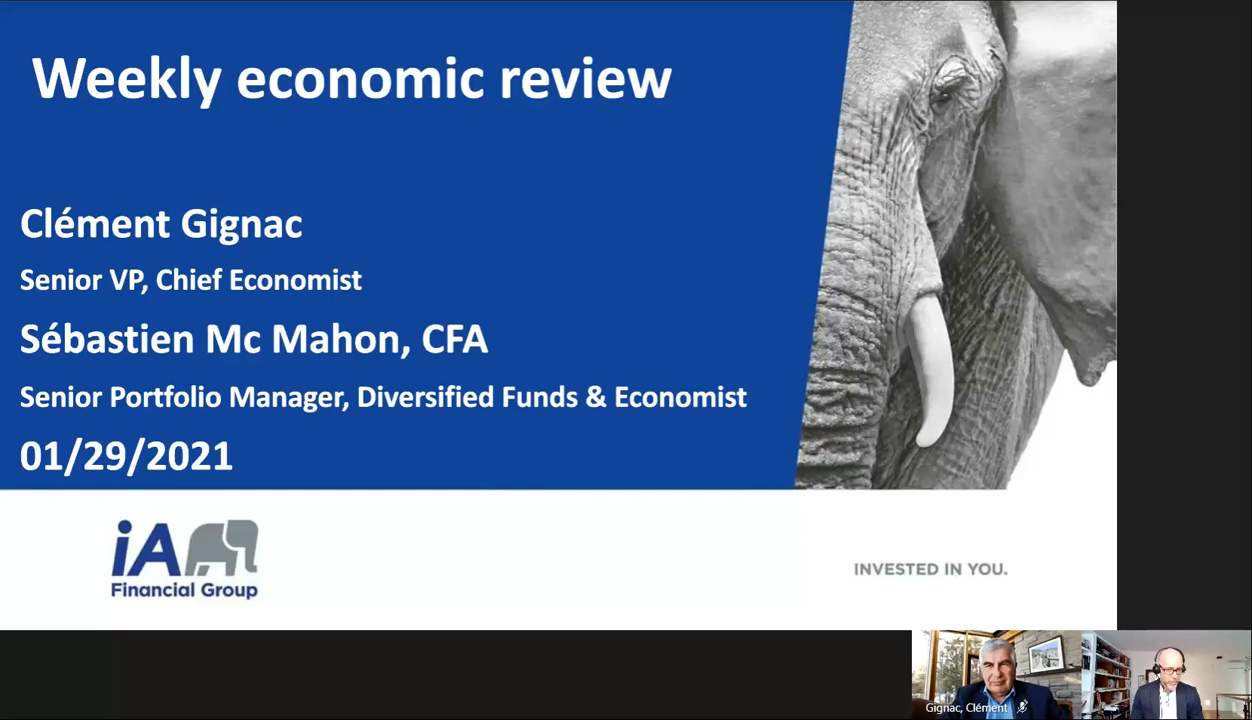 Weekly economic review
Clément Gignac
Senior VP, Chief Economist
Sébastien Mc Mahon, CFA
Senior Portfolio Manager, Diversified Funds & Economist
01/29/2021
iA
Financial Group
INVESTED IN YOU.
Gignac, Clément